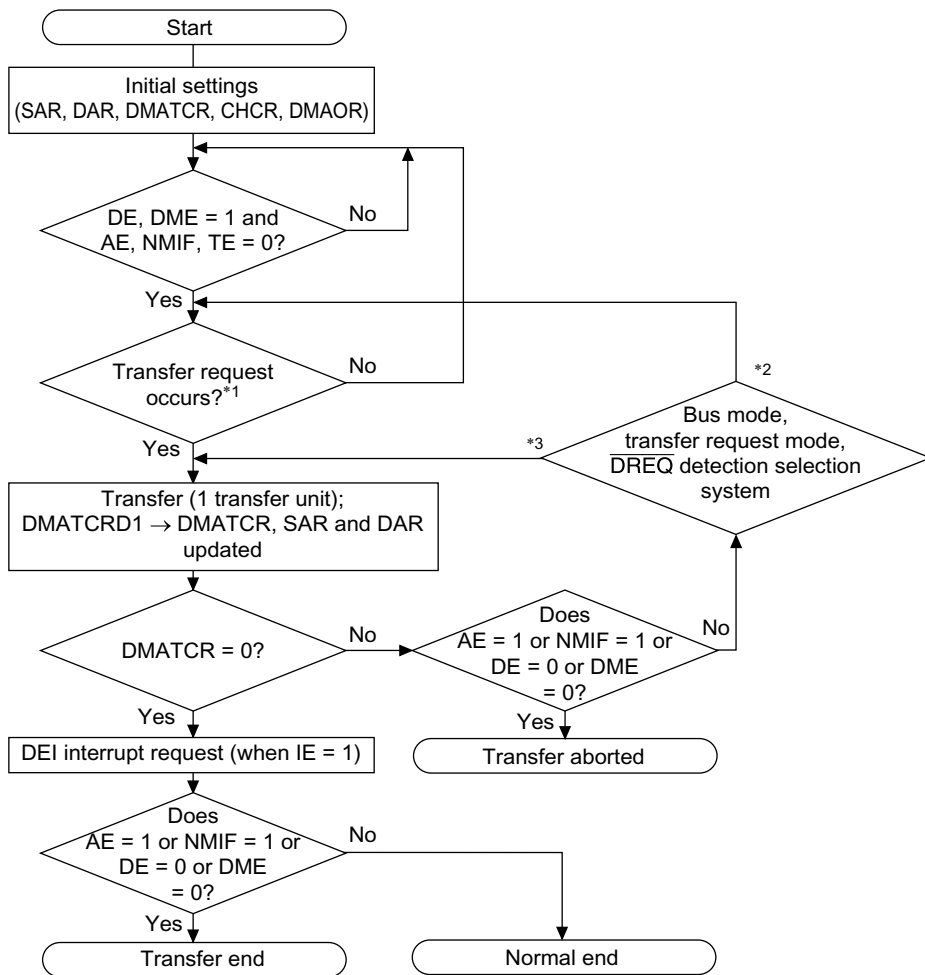 Start
Initial settings
(SAR, DAR, DMATCR, CHCR, DMAOR)
DE, DME = 1 and
AE, NMIF, TE = 0?
No
Yes
Transfer request
occurs?*1
No
Yes
*2
Bus mode,
transfer request mode,
DREQ detection selection
system
*3
Transfer (1 transfer unit);
DMATCRD1 → DMATCR, SAR and DAR
updated
DMATCR = 0?
No
Does
AE = 1 or NMIF = 1 or
DE = 0 or DME
= 0?
No
Yes
Yes
Transfer aborted
DEI interrupt request (when IE = 1)
Does
AE = 1 or NMIF = 1 or
DE = 0 or DME
= 0?
No
Yes
Transfer end
Normal end